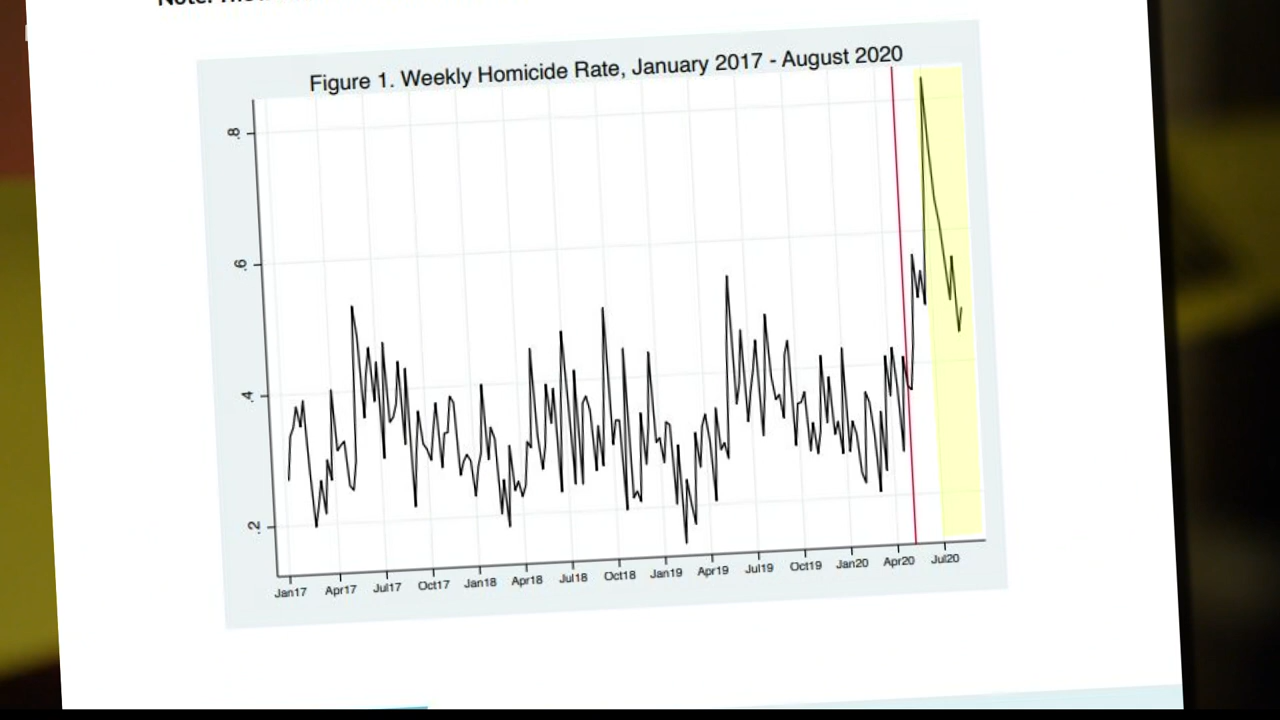 Note:
Figure 1. Weekly Homicide Rate, January 2017 - August 2020
.8
.6
.4
.2
Jan17 Apr17 Jul17 Oct17 Jan18 Apr18 Jul18 Oct18 Jan19 Apr19 Jul19 Oct19 Jan20 Apr20 Jul20